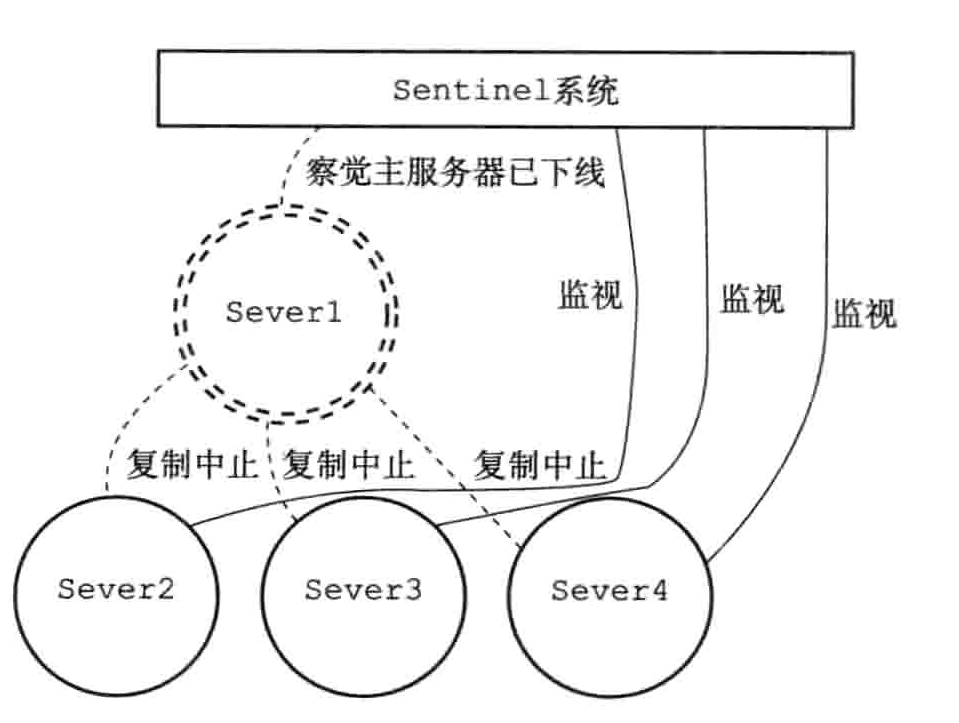 Sentinel系统
察觉主服务器已下线
Sever1
监视
监视
监视
复制中止
复制中止
复制中止
Sever2
Sever3
Sever4